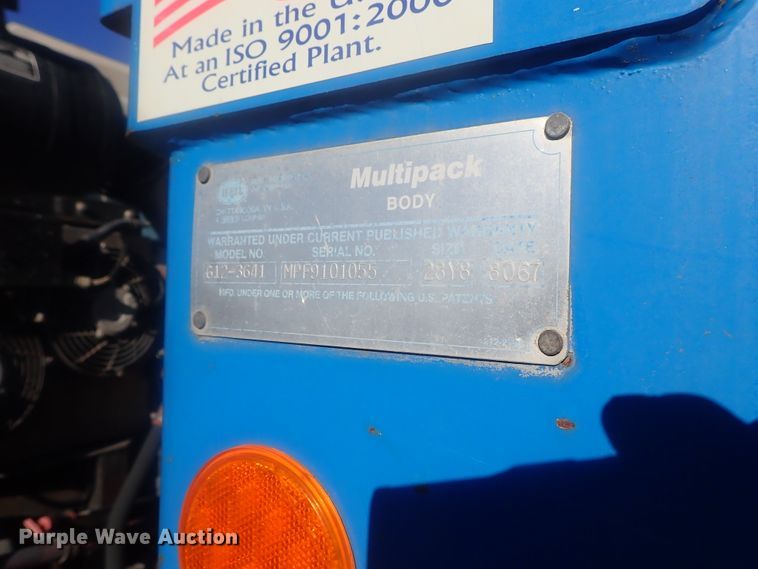 Made in the
At an ISO 9001:2000
Certified Plant.
HEIL
Multipack
BODY
WARRANTED UNDER CURRENT PUBLISHED WARRANTY
MODEL NO. SERIAL NO. SIZE DATE
G12-3641 MPF9101055 28Y8 8067
MFD. UNDER ONE OR MORE OF THE FOLLOWING U.S. PATENTS
Purple Wave Auction